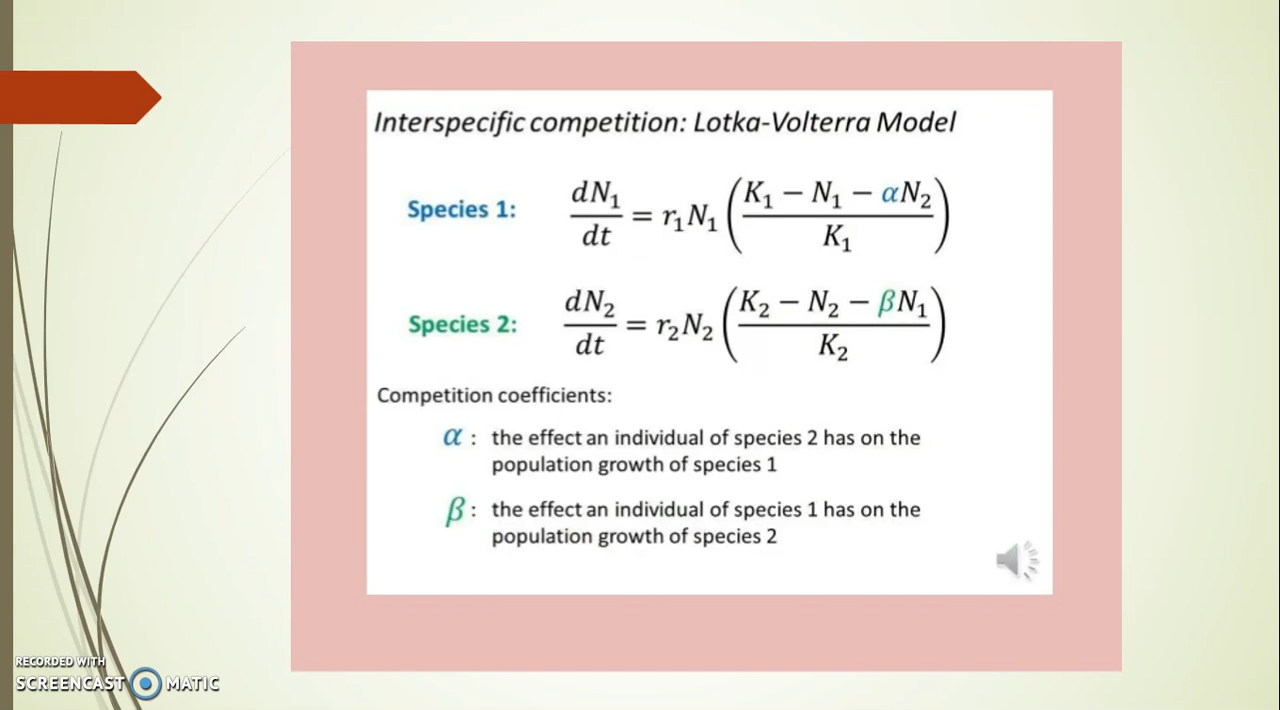 Interspecific competition: Lotka-Volterra Model
Species 1: dN₁/dt = r₁N₁ ((K₁ − N₁ − αN₂)/K₁)
Species 2: dN₂/dt = r₂N₂ ((K₂ − N₂ − βN₁)/K₂)
Competition coefficients:
α : the effect an individual of species 2 has on the
population growth of species 1
β : the effect an individual of species 1 has on the
population growth of species 2
RECORDED WITH
SCREENCAST MATIC